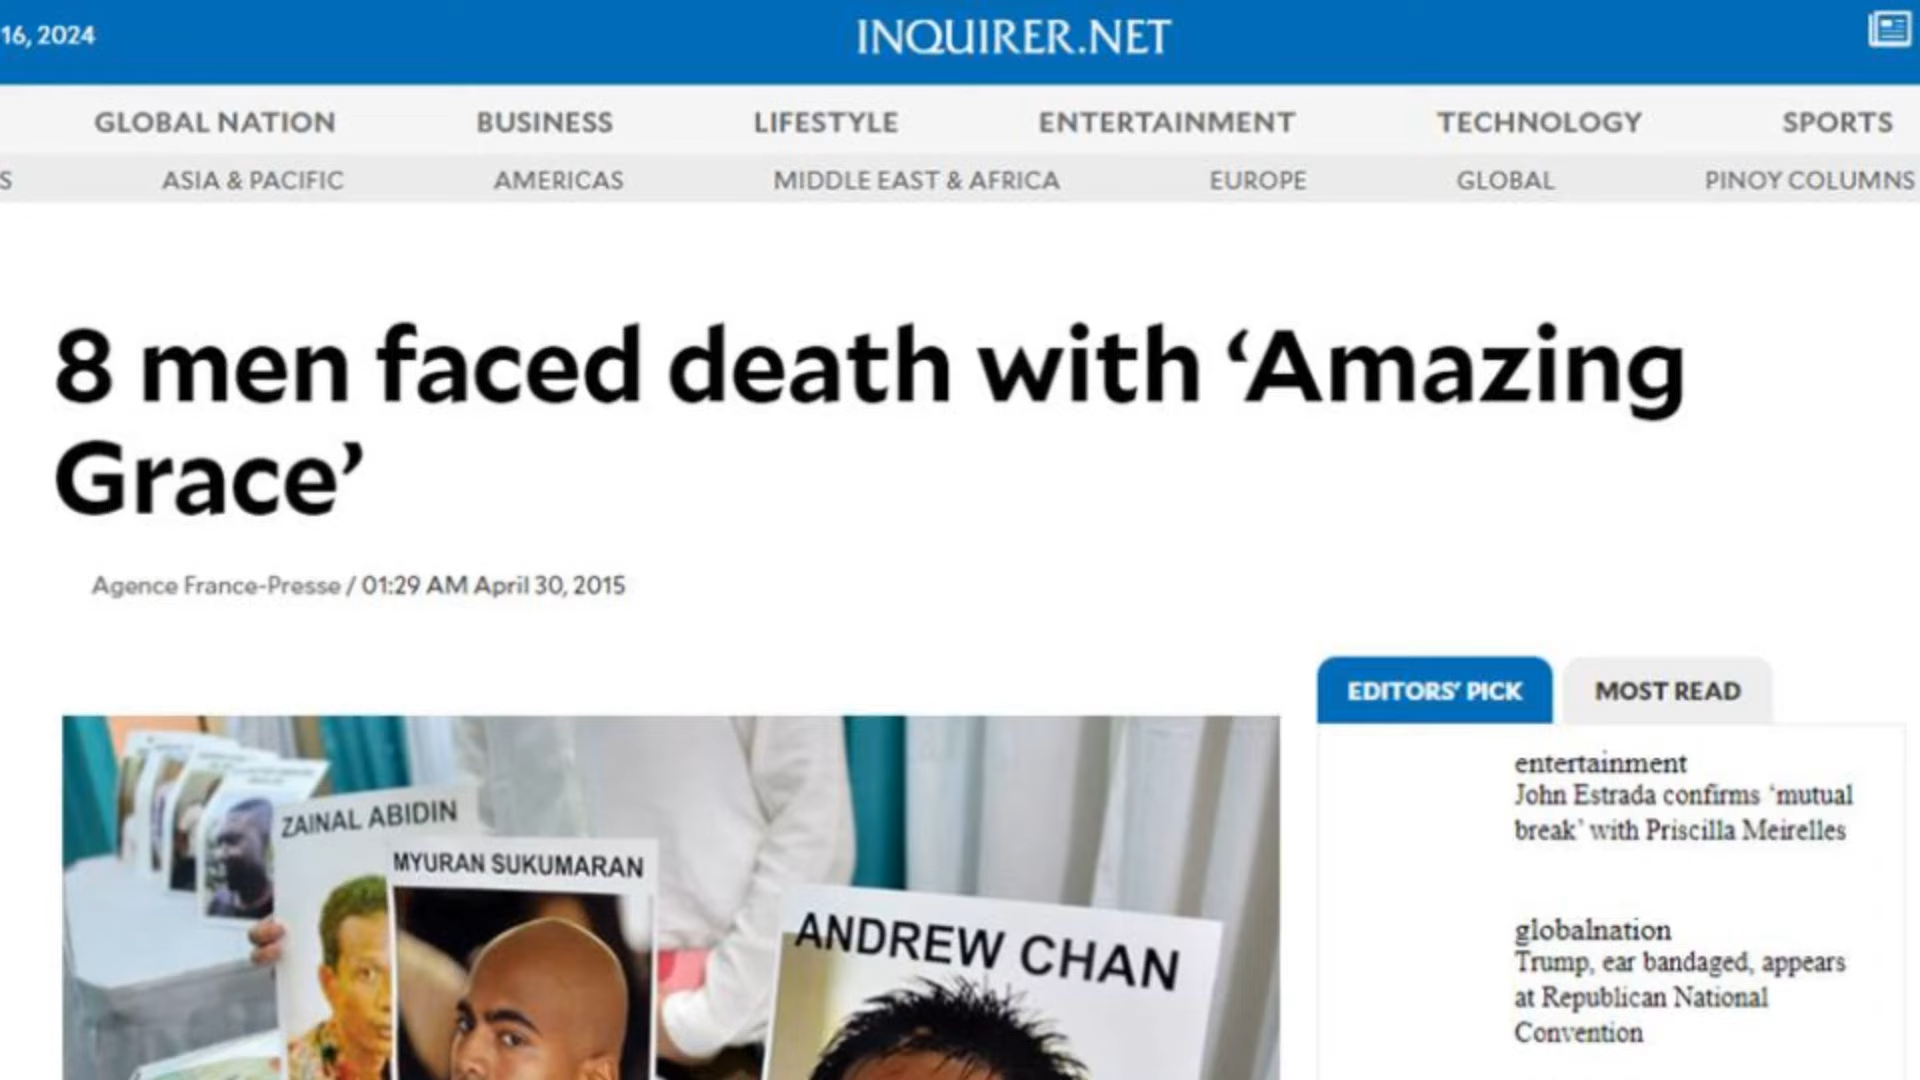 16, 2024
INQUIRER.NET
GLOBAL NATION BUSINESS LIFESTYLE ENTERTAINMENT TECHNOLOGY SPORTS
S ASIA & PACIFIC AMERICAS MIDDLE EAST & AFRICA EUROPE GLOBAL PINOY COLUMNS
8 men faced death with ‘Amazing
Grace’
Agence France-Presse / 01:29 AM April 30, 2015
EDITORS’ PICK MOST READ
entertainment
John Estrada confirms ‘mutual
break’ with Priscilla Meirelles
globalnation
Trump, ear bandaged, appears
at Republican National
Convention
ZAINAL ABIDIN
MYURAN SUKUMARAN
ANDREW CHAN